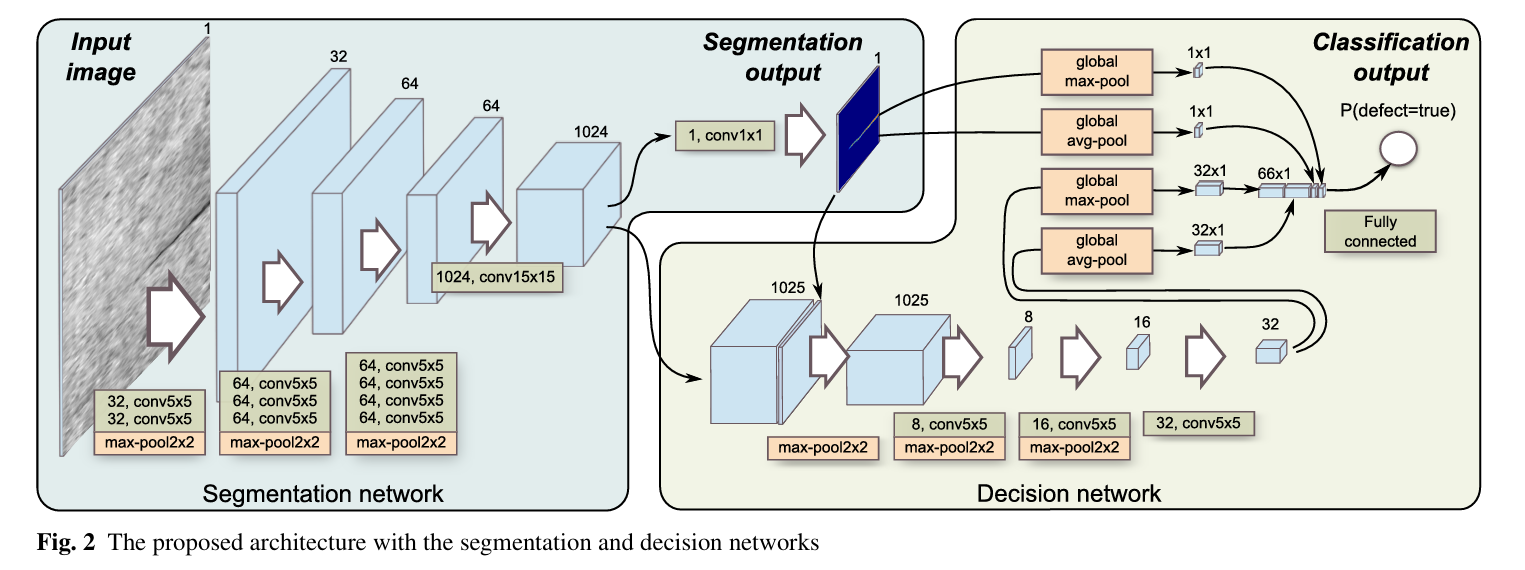 Input
image
1
32
64
64
1024
1024, conv15x15
32, conv5x5
32, conv5x5
max-pool2x2
64, conv5x5
64, conv5x5
64, conv5x5
max-pool2x2
64, conv5x5
64, conv5x5
64, conv5x5
64, conv5x5
max-pool2x2
1, conv1x1
Segmentation
output
1
Segmentation network
1025
max-pool2x2
1025
8, conv5x5
max-pool2x2
8
16, conv5x5
max-pool2x2
16
32, conv5x5
32
global
max-pool
1x1
global
avg-pool
1x1
global
max-pool
32x1
global
avg-pool
32x1
66x1
Classification
output
P(defect=true)
Fully
connected
Decision network
Fig. 2 The proposed architecture with the segmentation and decision networks